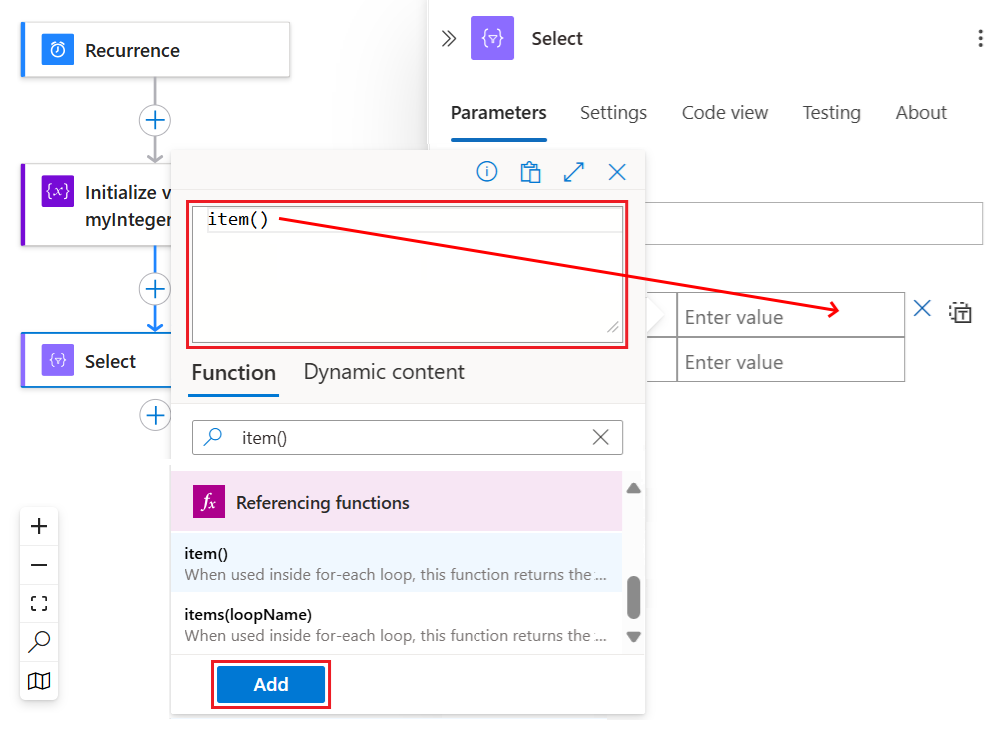 Recurrence
Initialize v
myInteger
Select
Select
Parameters
Settings
Code view
Testing
About
item()
Enter value
Enter value
Function
Dynamic content
item()
fx
Referencing functions
item()
When used inside for-each loop, this function returns the ...
items(loopName)
When used inside for-each loop, this function returns the ...
Add